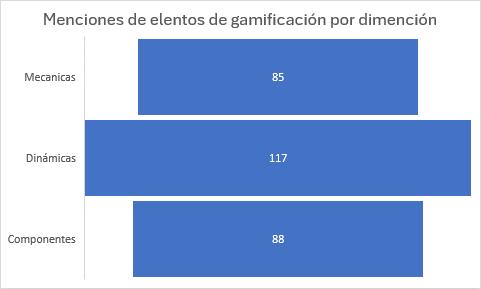 Menciones de elentos de gamificación por dimención
Mecanicas
85
Dinámicas
117
Componentes
88